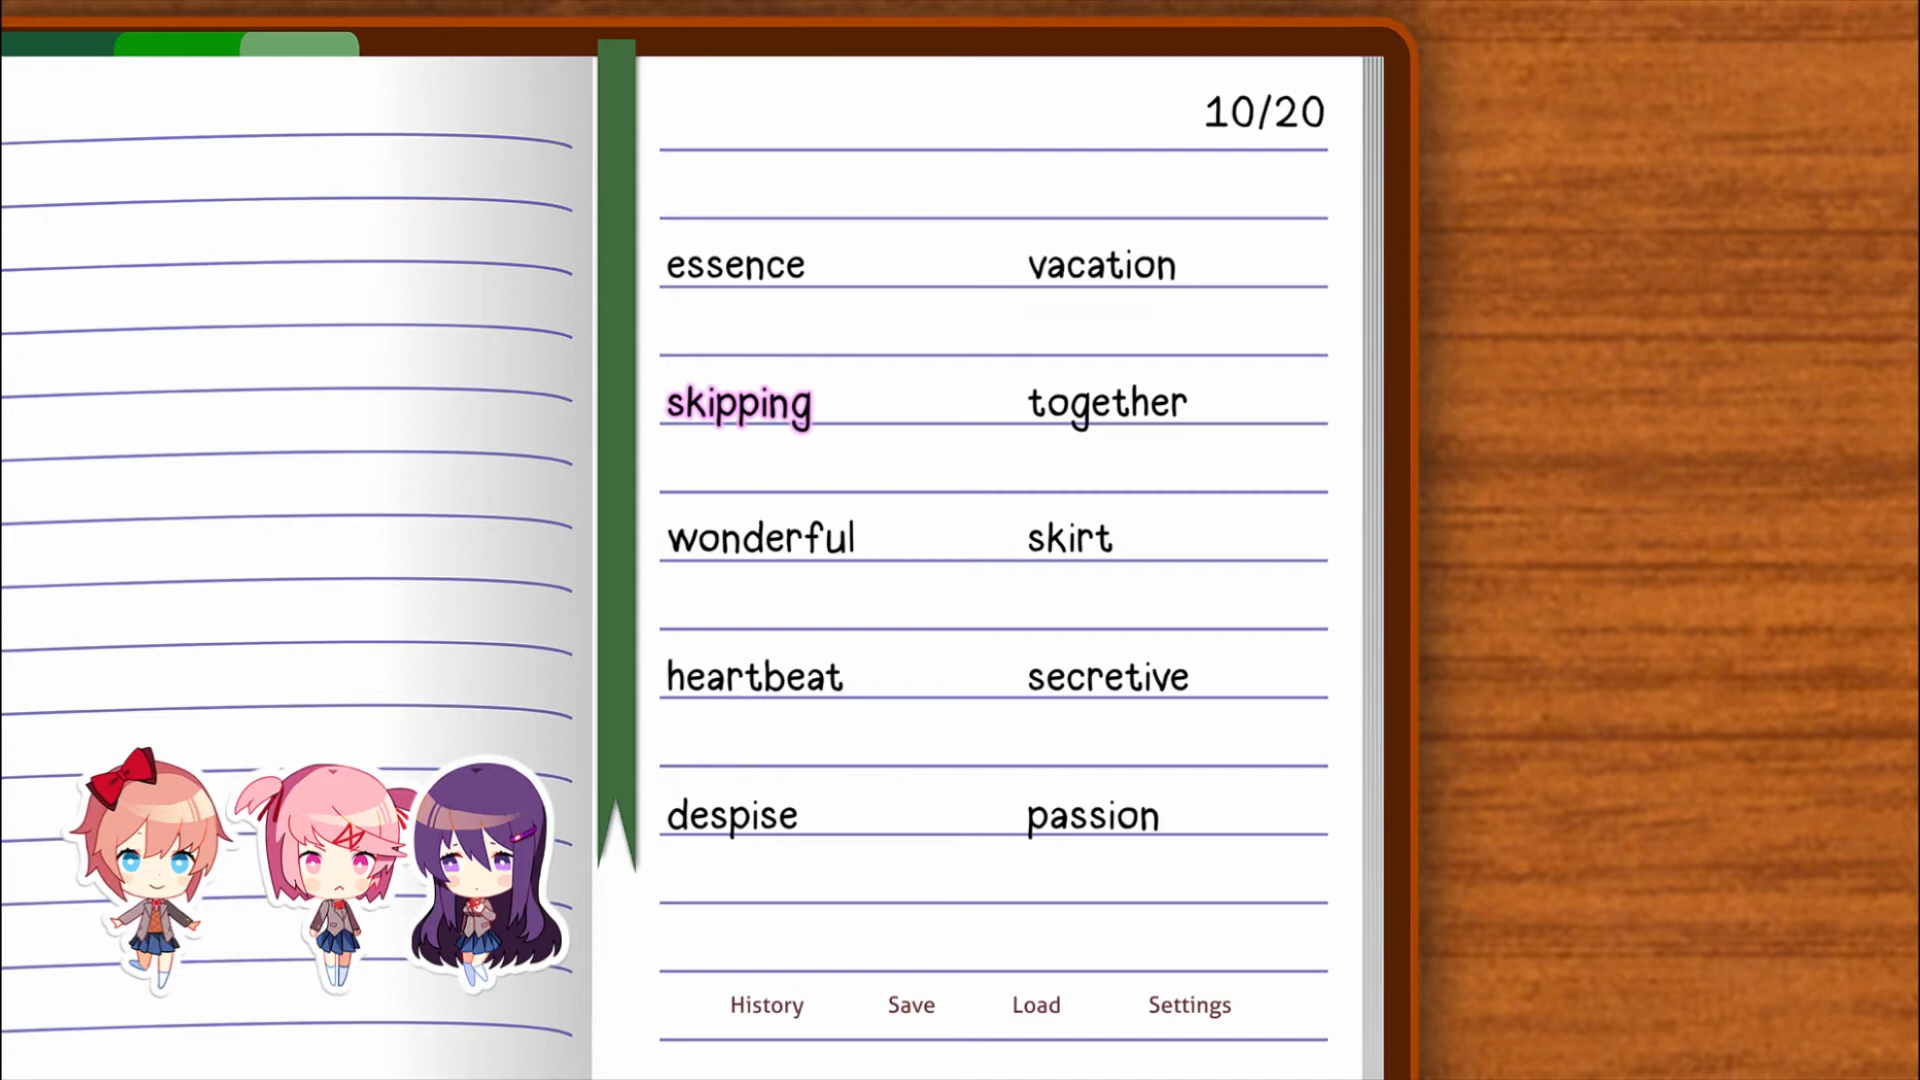 10/20
essence vacation
skipping together
wonderful skirt
heartbeat secretive
despise passion
History Save Load Settings